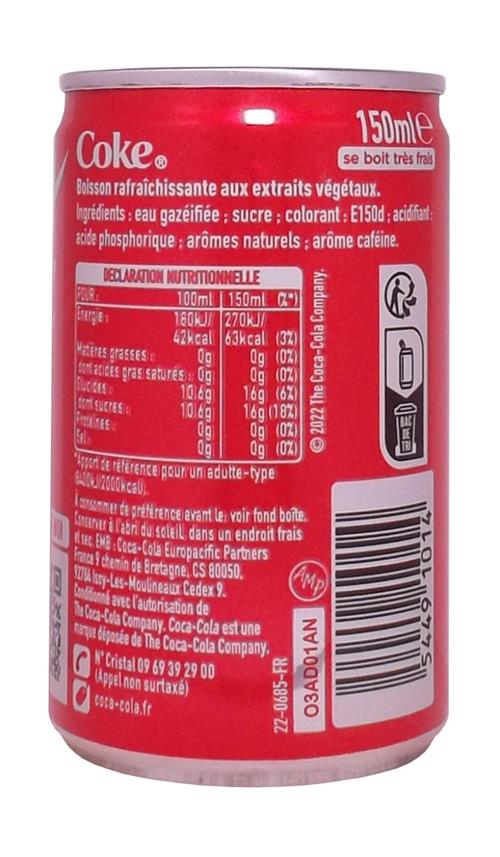 Coke®
150ml e
se boit très frais
Boisson rafraîchissante aux extraits végétaux.
Ingrédients : eau gazéifiée ; sucre ; colorant : E150d ; acidifiant :
acide phosphorique ; arômes naturels ; arôme caféine.
DECLARATION NUTRITIONNELLE
POUR : 100ml 150ml (%*)
Energie : 180kJ/ 270kJ/
42kcal 63kcal (3%)
Matières grasses : 0g 0g (0%)
dont acides gras saturés : 0g 0g (0%)
Glucides : 10,6g 16g (6%)
dont sucres : 10,6g 16g (18%)
Protéines : 0g 0g (0%)
Sel : 0g 0g (0%)
*Apport de référence pour un adulte-type
(8400kJ/2000kcal).
© 2022 The Coca-Cola Company.
BAC
DE
TRI
A consommer de préférence avant le: voir fond boîte.
Conserver à l'abri du soleil, dans un endroit frais
et sec. EMB : Coca-Cola Europacific Partners
France 9 chemin de Bretagne, CS 80050,
92784 Issy-Les-Moulineaux Cedex 9.
Conditionné avec l'autorisation de
The Coca-Cola Company. Coca-Cola est une
marque déposée de The Coca-Cola Company.
N° Cristal 09 69 39 29 00
(Appel non surtaxé)
coca-cola.fr
AMP
22-0685-FR
O3AD01AN
5449 1014